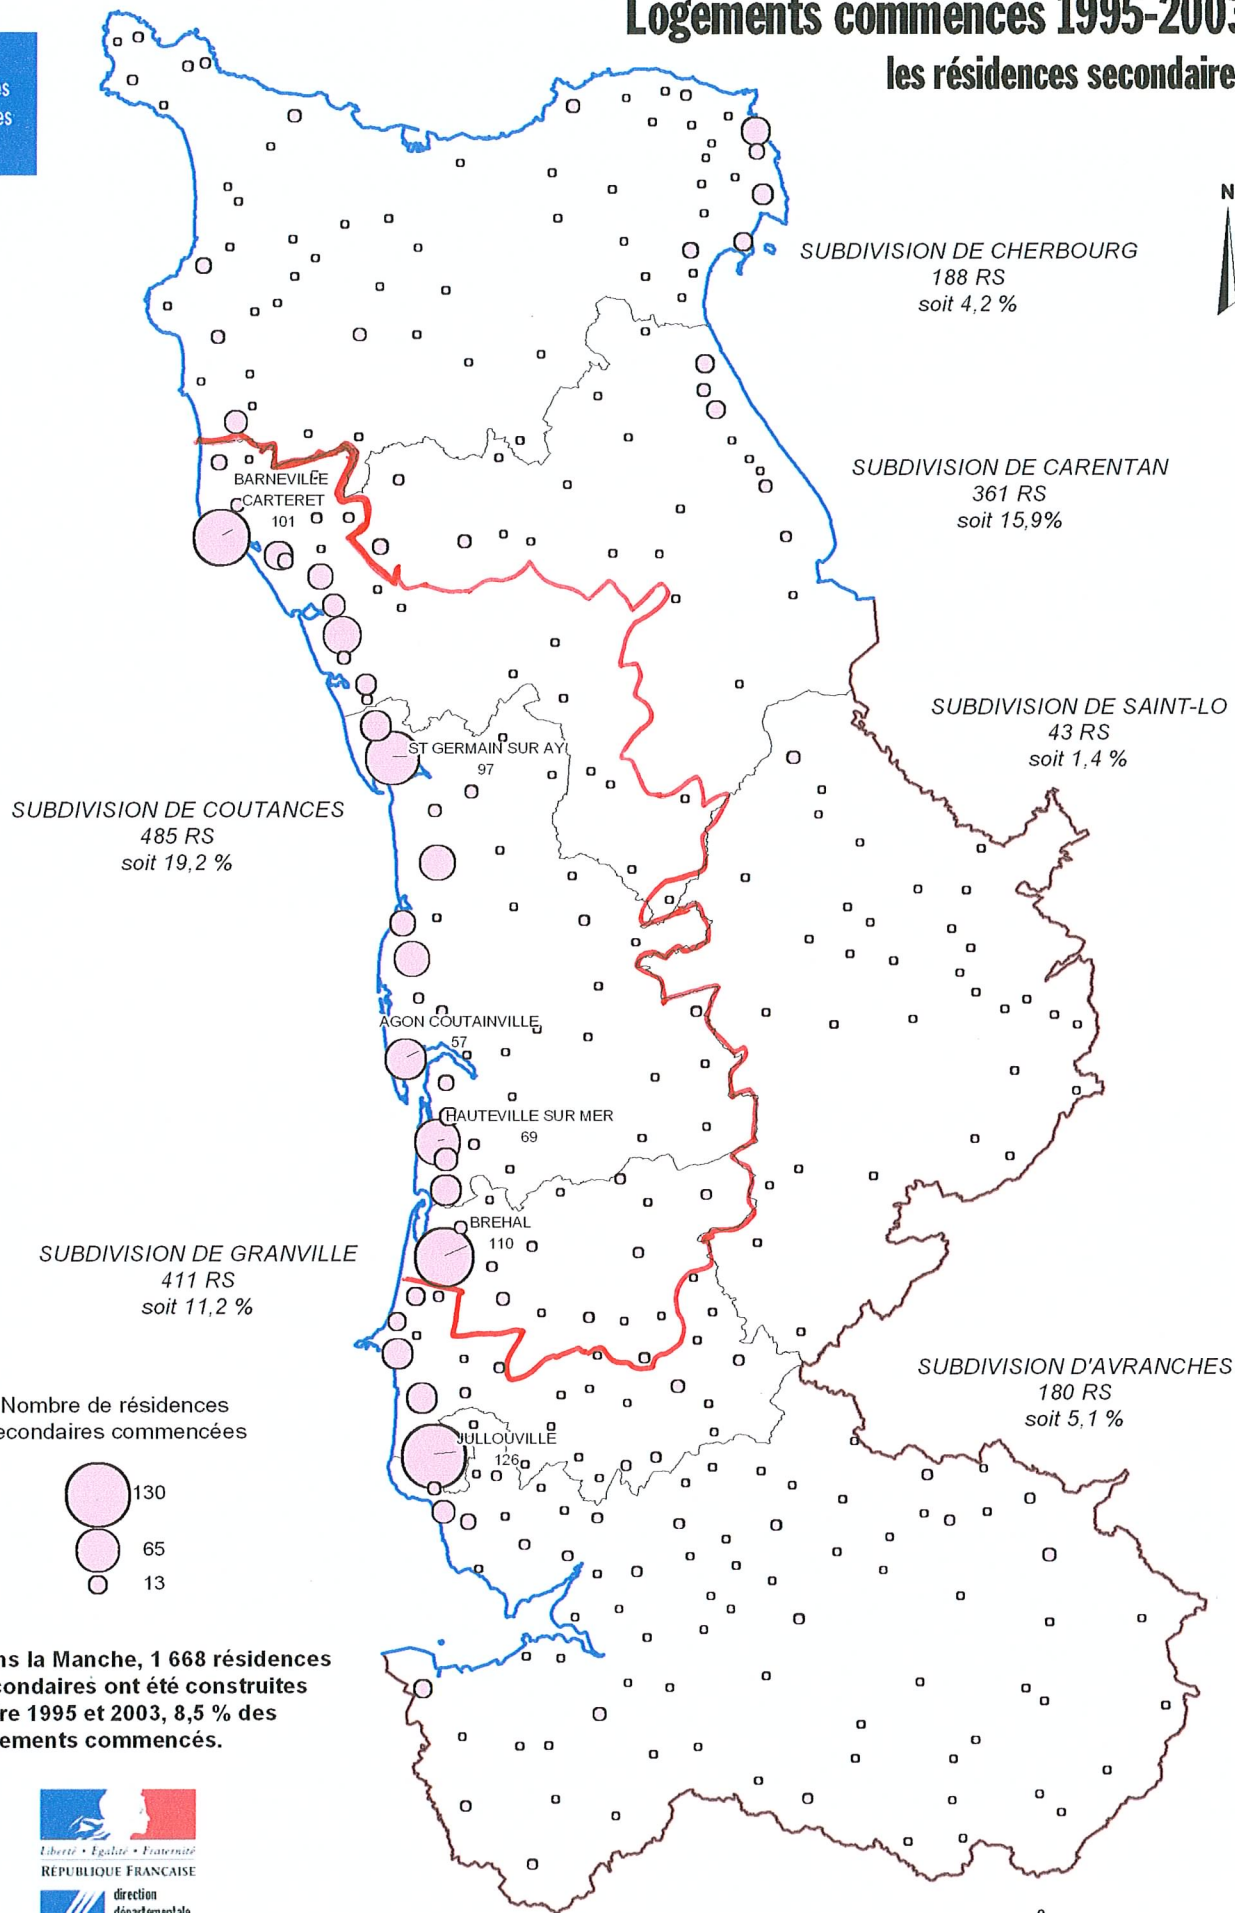 Logements commencés 1995-2003
les résidences secondaire
es
es
N
SUBDIVISION DE CHERBOURG
188 RS
soit 4,2 %
SUBDIVISION DE CARENTAN
361 RS
soit 15,9%
BARNEVILLE
CARTERET
101
SUBDIVISION DE SAINT-LO
43 RS
soit 1,4 %
ST GERMAIN SUR AY
97
SUBDIVISION DE COUTANCES
485 RS
soit 19,2 %
AGON COUTAINVILLE
57
HAUTEVILLE SUR MER
69
BREHAL
110
SUBDIVISION DE GRANVILLE
411 RS
soit 11,2 %
SUBDIVISION D'AVRANCHES
180 RS
soit 5,1 %
JULLOUVILLE
126
Nombre de résidences
econdaires commencées
130
65
13
ns la Manche, 1 668 résidences
condaires ont été construites
re 1995 et 2003, 8,5 % des
ements commencés.
Liberté • Égalité • Fraternité
RÉPUBLIQUE FRANÇAISE
direction
départementale